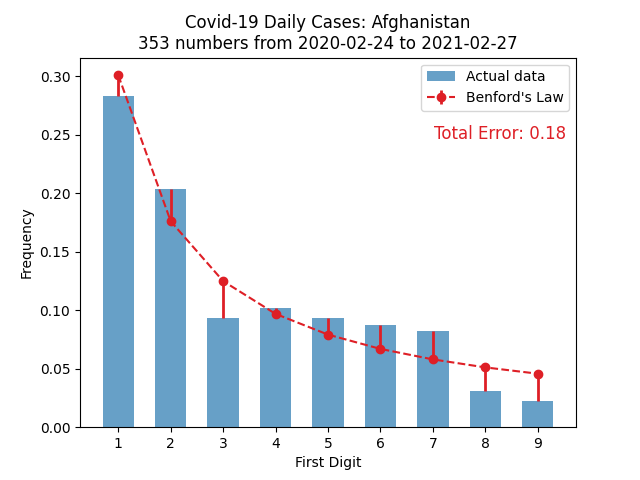 Covid-19 Daily Cases: Afghanistan
353 numbers from 2020-02-24 to 2021-02-27
Actual data
Benford's Law
Total Error: 0.18
0.30
0.25
0.20
0.15
0.10
0.05
0.00
Frequency
1 2 3 4 5 6 7 8 9
First Digit